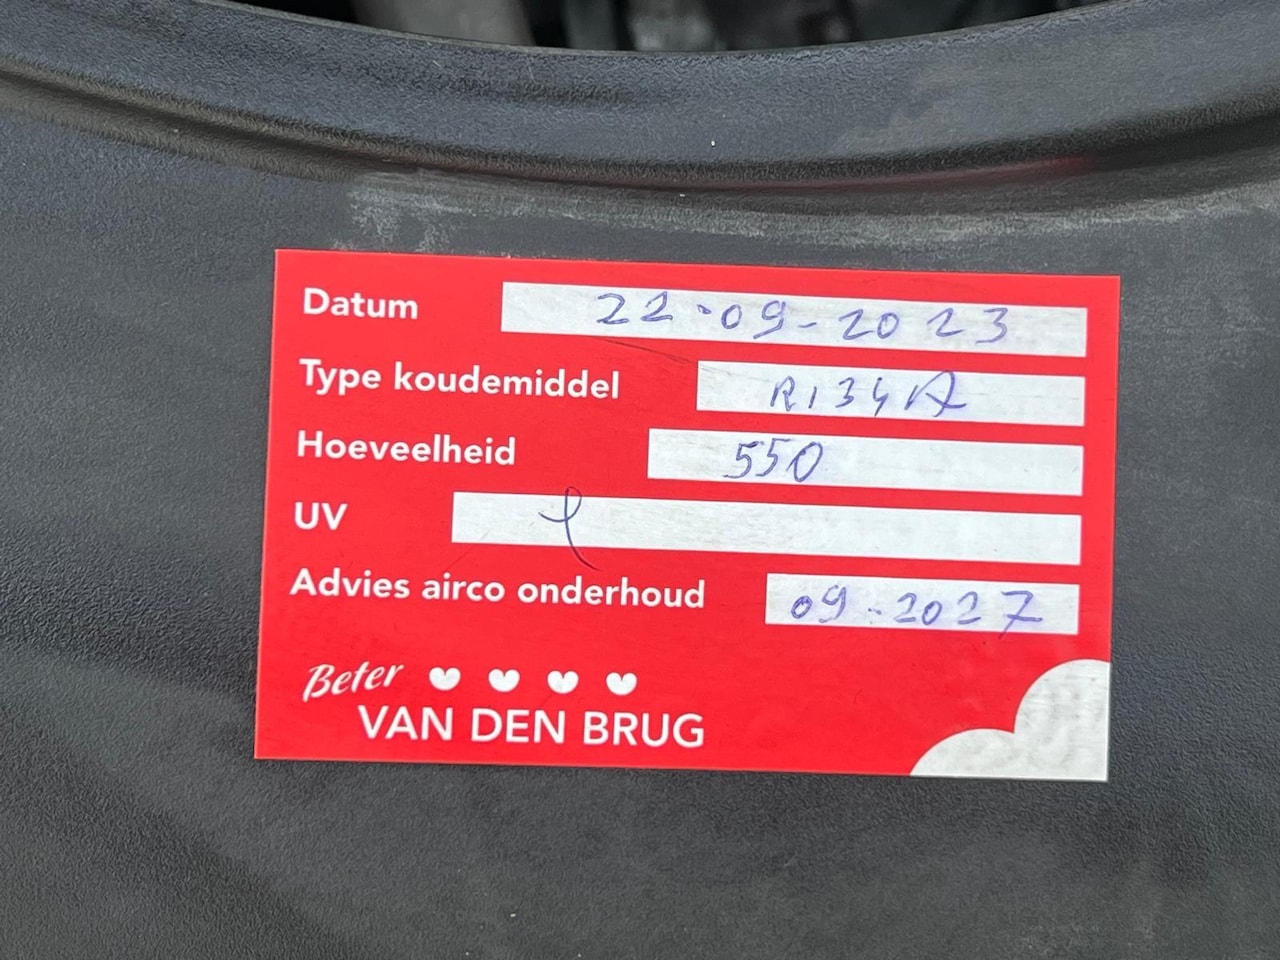 Datum 22-09-2023
Type koudemiddel R134A
Hoeveelheid 550
UV
Advies airco onderhoud 09-2027
Beter
VAN DEN BRUG